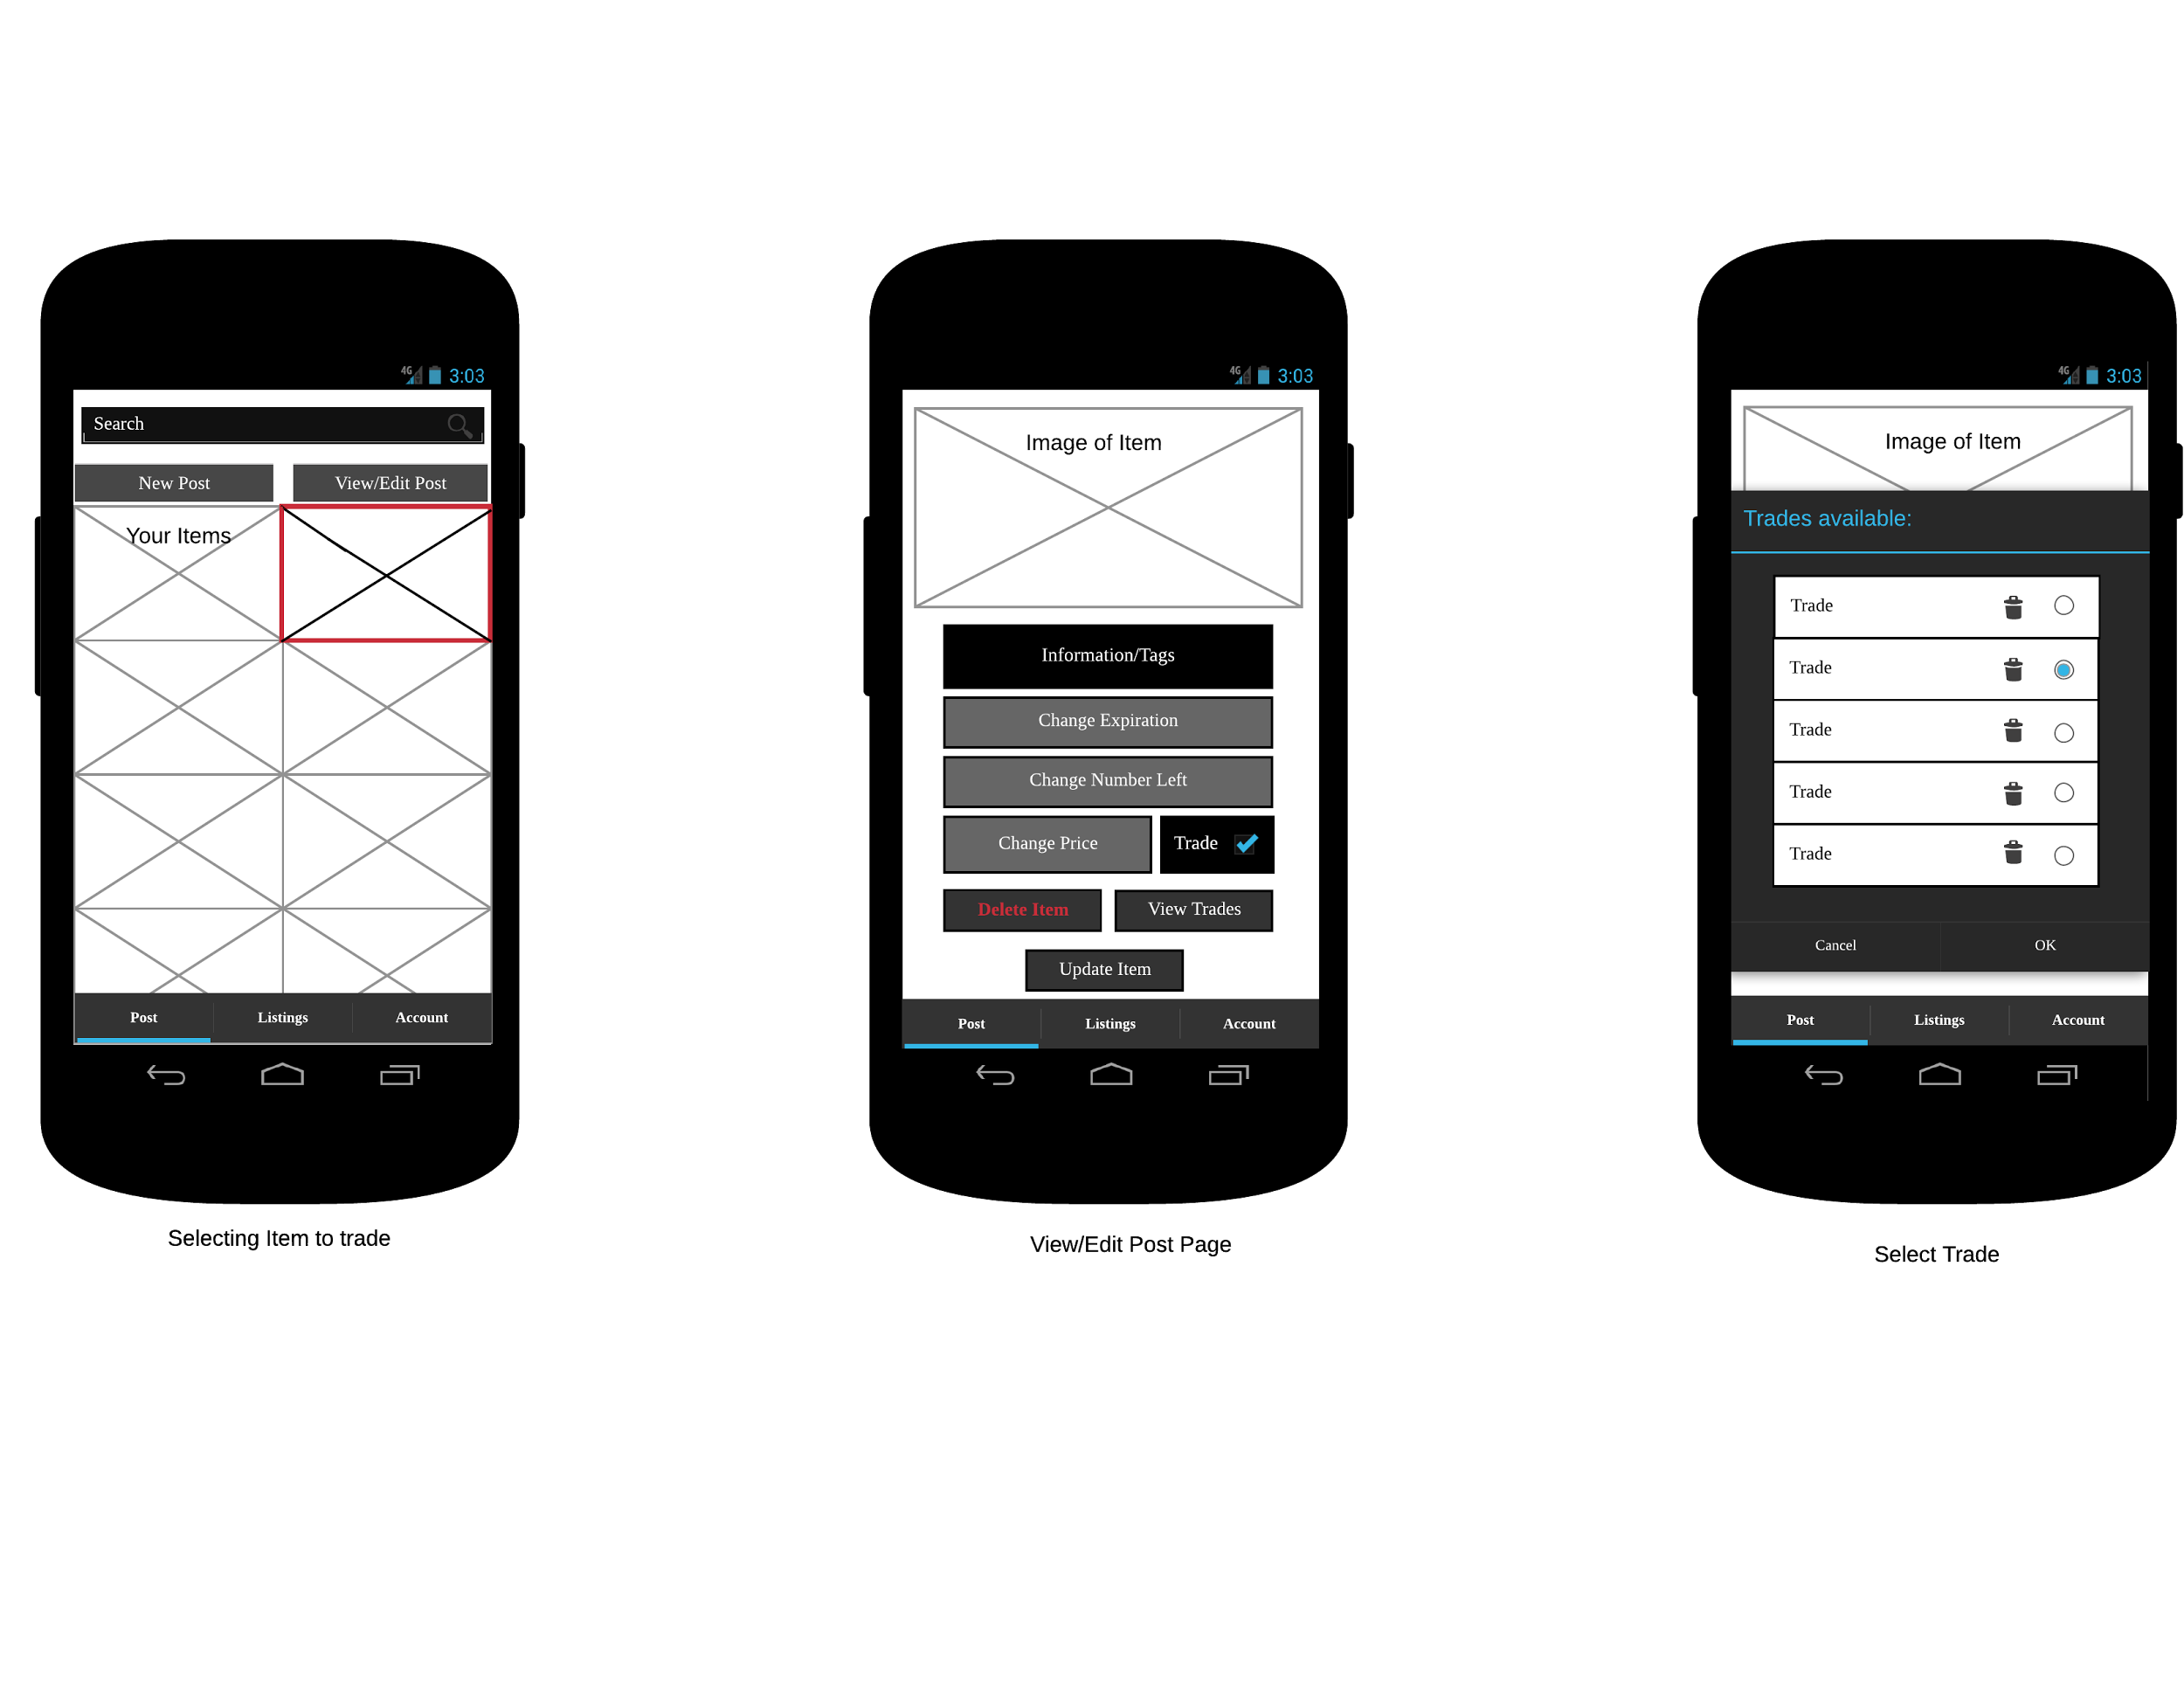 4G 3:03
Search
New Post View/Edit Post
Your Items
Post Listings Account
Selecting Item to trade
4G 3:03
Image of Item
Information/Tags
Change Expiration
Change Number Left
Change Price Trade
Delete Item View Trades
Update Item
Post Listings Account
View/Edit Post Page
4G 3:03
Image of Item
Trades available:
Trade
Trade
Trade
Trade
Trade
Cancel OK
Post Listings Account
Select Trade